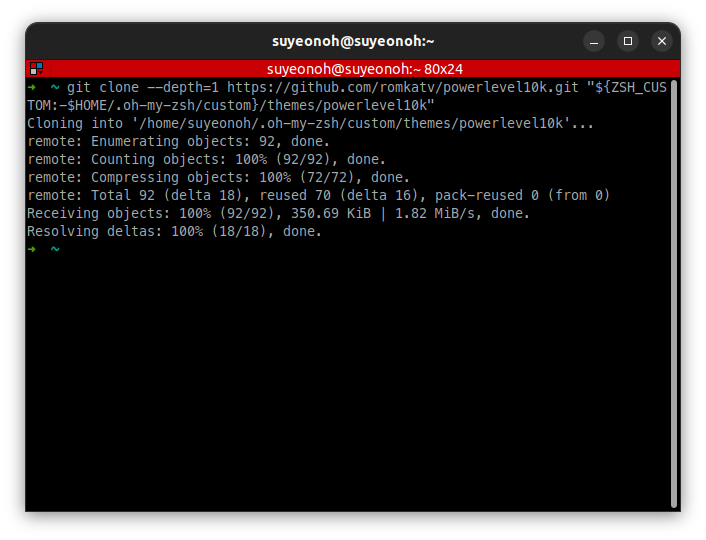 suyeonoh@suyeonoh:~
suyeonoh@suyeonoh:~ 80x24
➜  ~ git clone --depth=1 https://github.com/romkatv/powerlevel10k.git "${ZSH_CUS
TOM:-$HOME/.oh-my-zsh/custom}/themes/powerlevel10k"
Cloning into '/home/suyeonoh/.oh-my-zsh/custom/themes/powerlevel10k'...
remote: Enumerating objects: 92, done.
remote: Counting objects: 100% (92/92), done.
remote: Compressing objects: 100% (72/72), done.
remote: Total 92 (delta 18), reused 70 (delta 16), pack-reused 0 (from 0)
Receiving objects: 100% (92/92), 350.69 KiB | 1.82 MiB/s, done.
Resolving deltas: 100% (18/18), done.
➜  ~